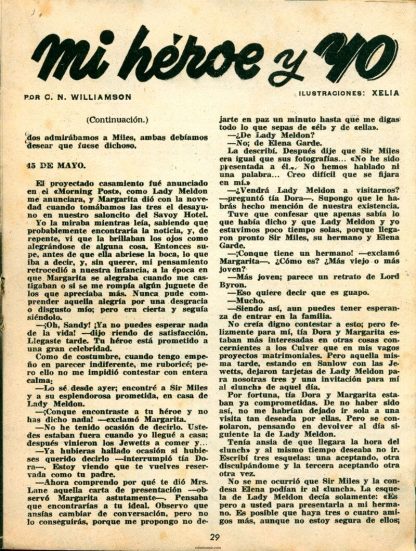 mi héroe y yo
POR C. N. WILLIAMSON
ILUSTRACIONES: XELIA
(Continuación.)
dos admirábamos a Miles, ambas debíamos
desear que fuese dichoso.
15 DE MAYO.
El proyectado casamiento fué anunciado
en el «Morning Post», como Lady Meldon
me anunciara, y Margarita dió con la nove-
dad cuando tomábamos las tres el desayu-
no en nuestro saloncito del Savoy Hotel.
Yo la miraba mientras leía, sabiendo que
probablemente encontraría la noticia, y, de
repente, vi que la brillaban los ojos como
alegrándose de alguna cosa. Entonces su-
pe, antes de que ella abriese la boca, lo que
iba a decir, y sin querer, mi pensamiento
retrocedió a nuestra infancia, a la época en
que Margarita se alegraba cuando me cas-
tigaban o si se me rompía algún juguete
de los que apreciaba más. Nunca pude com-
prender aquella alegría por una desgracia
o disgusto mío; pero era cierta y seguía
siéndolo.
—¡Oh, Sandy! ¡Ya no puedes esperar nada
de la vida! —dijo riendo de satisfacción.
Llegaste tarde. Tu héroe está prometido a
una gran celebridad.
Como de costumbre, cuando tengo empe-
ño en parecer indiferente, me ruboricé; pe-
ro ello no me impidió contestar con entera
calma;
—Lo sé desde ayer; encontré a Sir Miles
y a su esplendorosa prometida, en casa de
Lady Meldon.
—¡Conque encontraste a tu héroe y no
has dicho nada! —exclamó Margarita.
—No he tenido ocasión de decirlo. Uste-
des estaban fuera cuando yo llegué a casa;
después vinieron los Jewetts a comer y...
—Ya hubieras hallado ocasión si hubie-
ses querido decirlo —interrumpió tía Do-
ra—. Estoy viendo que te vuelves reser-
vada como tu padre.
—Ahora comprendo por qué te dió Mrs.
Lane aquella carta de presentación —ob-
servó Margarita astutamente—. Pensaba
que encontrarías a tu ideal. Observo que
ansías cambiar de conversación, pero no
lo conseguirás, porque me propongo no de-
jarte en paz un minuto hasta que me digas
todo lo que sepas de «él» y de «ella».
—¿De Lady Meldon?
—No; de Elena Garde.
La describí. Después dije que Sir Miles
era igual que sus fotografías... «No he sido
presentada a él». No hemos hablado ni
una palabra... Creo difícil que se fijara
en mí.»
—¿Vendrá Lady Meldon a visitarnos?
—preguntó tía Dora—. Supongo que le ha-
brás hecho mención de nuestra existencia.
Tuve que confesar que apenas sabía lo
que había dicho y que Lady Meldon y yo
estuvimos poco tiempo solas, porque llega-
ron pronto Sir Miles, su hermano y Elena
Garde.
—¡Conque tiene un hermano! —exclamó
Margarita—. ¿Cómo es? ¿Más viejo o más
joven?
—Más joven; parece un retrato de Lord
Byron.
—Eso quiere decir que es guapo.
—Mucho.
—Siendo así, aun puedes tener esperan-
za de entrar en la familia.
No creía digno contestar a esto; pero fe-
lizmente para mí, tía Dora y Margarita es-
taban más interesadas en otras cosas con-
cernientes a los Culver que en mis vagos
proyectos matrimoniales. Pero aquella mis-
ma tarde, estando en Sanlow con las Je-
wetts, dejaron tarjetas de Lady Meldon pa-
ra nosotras tres y una invitación para mí
al «lunch» de aquel día.
Por fortuna, tía Dora y Margarita esta-
ban ya comprometidas. De no haber sido
así, no me habrían dejado ir sola a una
visita tan deseada por ellas. Pero se con-
solaron, pensando en devolver al día si-
guiente la de Lady Meldon.
Tenía ansia de que llegara la hora del
«lunch» y al mismo tiempo deseaba no ir.
Escribí tres esquelas: una aceptando, otra
disculpándome y la tercera aceptando otra
otra vez.
No se me ocurrió que Sir Miles y la con-
desa Elena podían ir al «lunch». La esque-
la de Lady Meldon decía solamente: «Es-
pero a usted para presentarla a mi herma-
no. Es posible que haya tres o cuatro ami-
gos más, aunque no estoy segura de ellos;
29